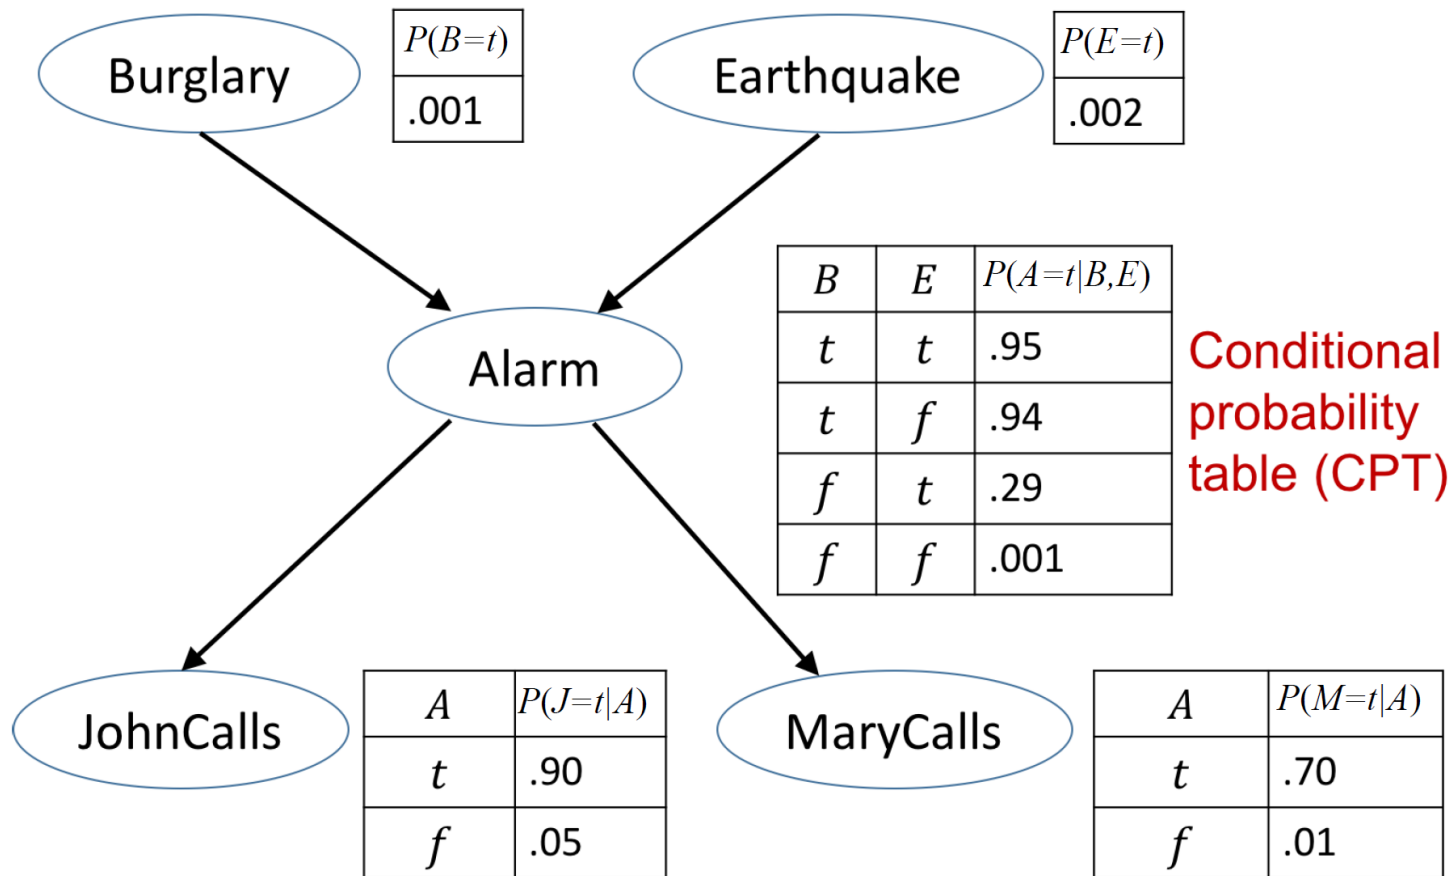 Burglary
P(B=t)
.001
Earthquake
P(E=t)
.002
Alarm
B E P(A=t|B,E)
t t .95
t f .94
f t .29
f f .001
Conditional
probability
table (CPT)
JohnCalls
A P(J=t|A)
t .90
f .05
MaryCalls
A P(M=t|A)
t .70
f .01